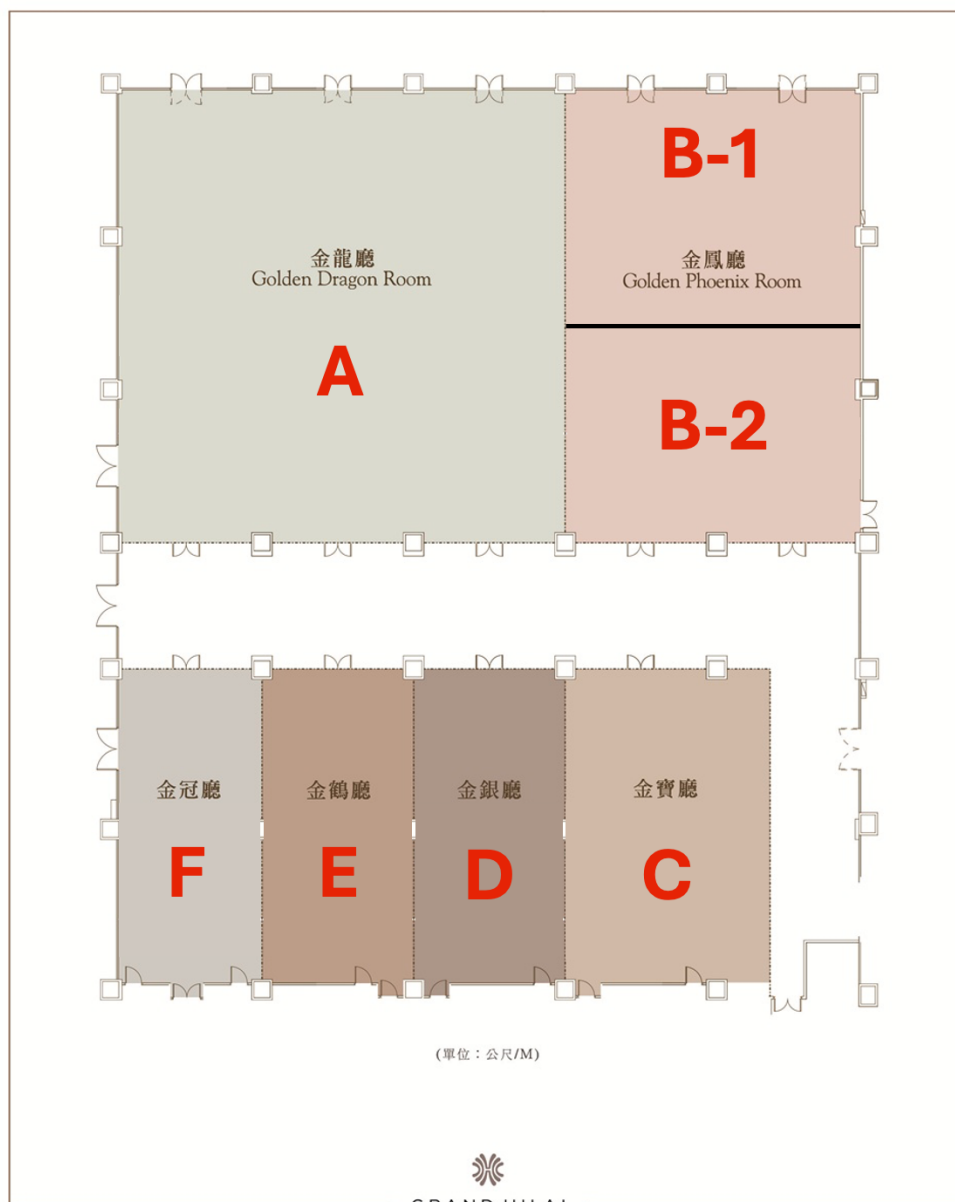 B-1
金龍廳
Golden Dragon Room
金鳳廳
Golden Phoenix Room
A
B-2
金冠廳
金鶴廳
金銀廳
金寶廳
F
E
D
C
(單位：公尺/M)